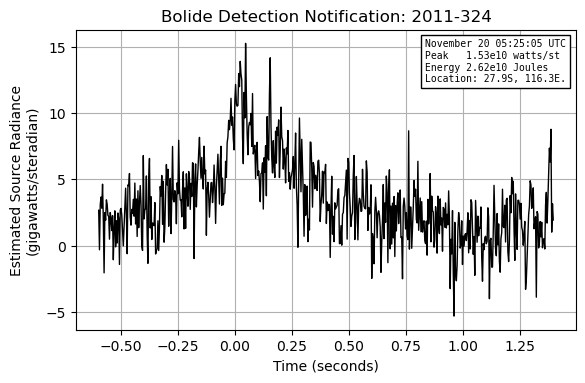 Bolide Detection Notification: 2011-324
November 20 05:25:05 UTC
Peak   1.53e10 watts/st
Energy 2.62e10 Joules
Location: 27.9S, 116.3E.
Estimated Source Radiance
(gigawatts/steradian)
15
10
5
0
−5
−0.50 −0.25 0.00 0.25 0.50 0.75 1.00 1.25
Time (seconds)